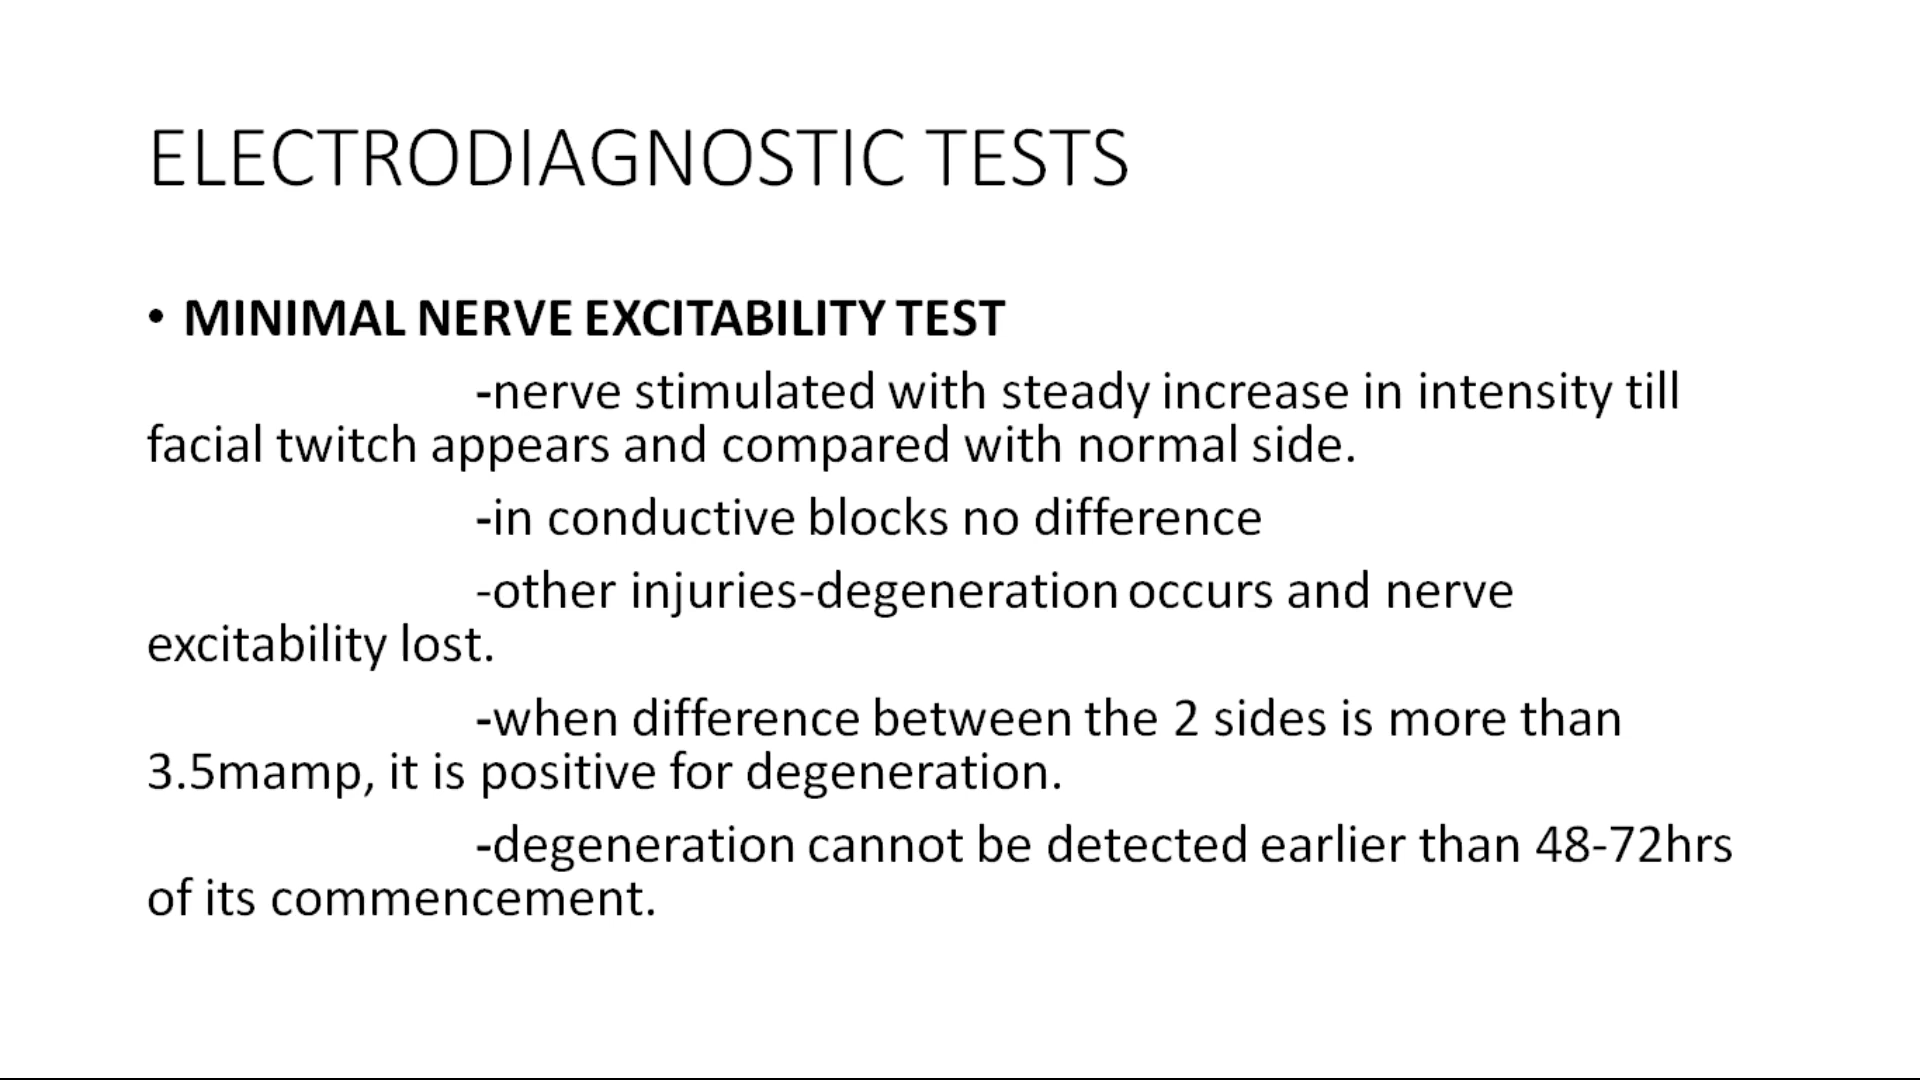 ELECTRODIAGNOSTIC TESTS
• MINIMAL NERVE EXCITABILITY TEST
-nerve stimulated with steady increase in intensity till
facial twitch appears and compared with normal side.
-in conductive blocks no difference
-other injuries-degeneration occurs and nerve
excitability lost.
-when difference between the 2 sides is more than
3.5mamp, it is positive for degeneration.
-degeneration cannot be detected earlier than 48-72hrs
of its commencement.